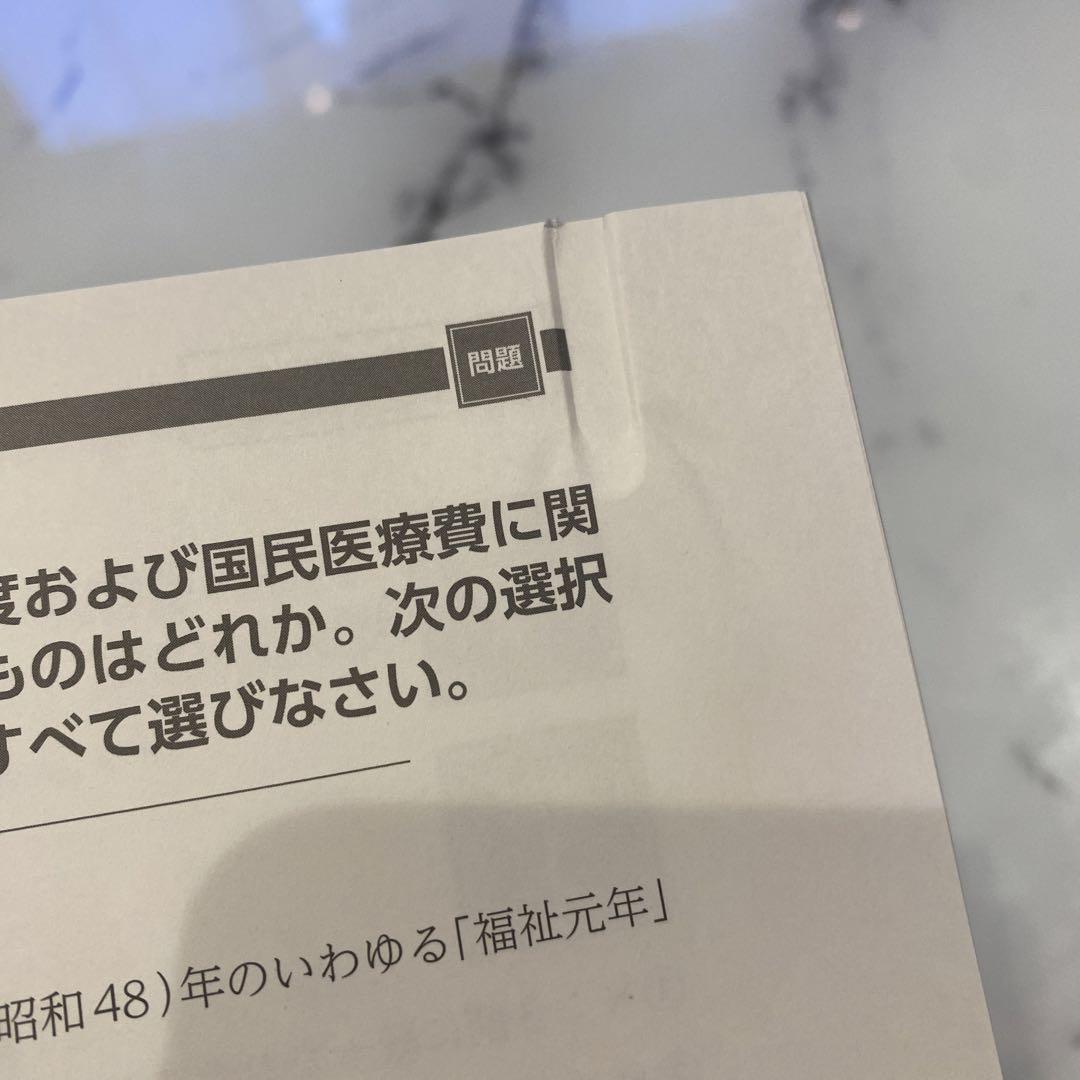 問題
度および国民医療費に関
ものはどれか。次の選択
すべて選びなさい。
昭和48)年のいわゆる「福祉元年」